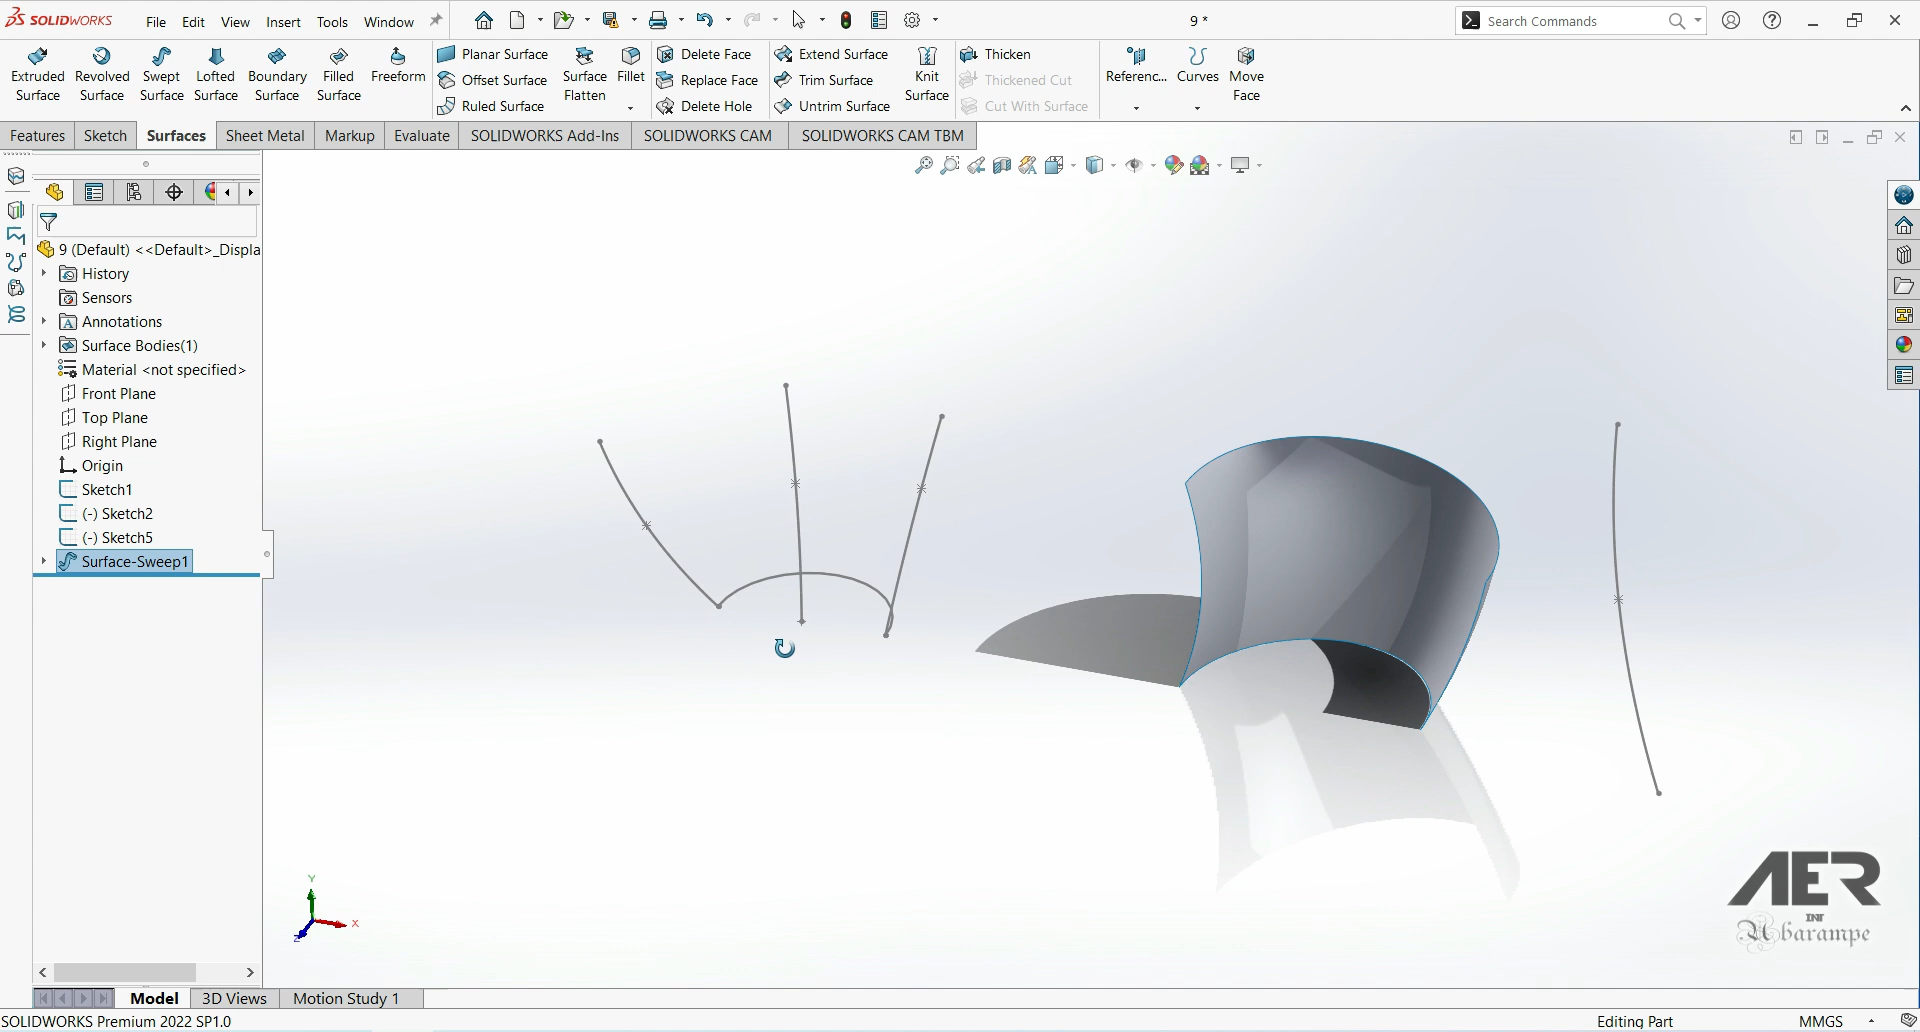 SOLIDWORKS File Edit View Insert Tools Window 9 * Search Commands
Extruded Surface
Revolved Surface
Swept Surface
Lofted Surface
Boundary Surface
Filled Surface
Freeform
Planar Surface
Offset Surface
Ruled Surface
Surface Flatten
Fillet
Delete Face
Replace Face
Delete Hole
Extend Surface
Trim Surface
Untrim Surface
Knit Surface
Thicken
Thickened Cut
Cut With Surface
Referenc...
Curves
Move Face
Features Sketch Surfaces Sheet Metal Markup Evaluate SOLIDWORKS Add-Ins SOLIDWORKS CAM SOLIDWORKS CAM TBM
9 (Default) <<Default>_Displa
History
Sensors
Annotations
Surface Bodies(1)
Material <not specified>
Front Plane
Top Plane
Right Plane
Origin
Sketch1
(-) Sketch2
(-) Sketch5
Surface-Sweep1
Y
X
Z
AER
INT
Abarampe
Model 3D Views Motion Study 1
SOLIDWORKS Premium 2022 SP1.0 Editing Part MMGS